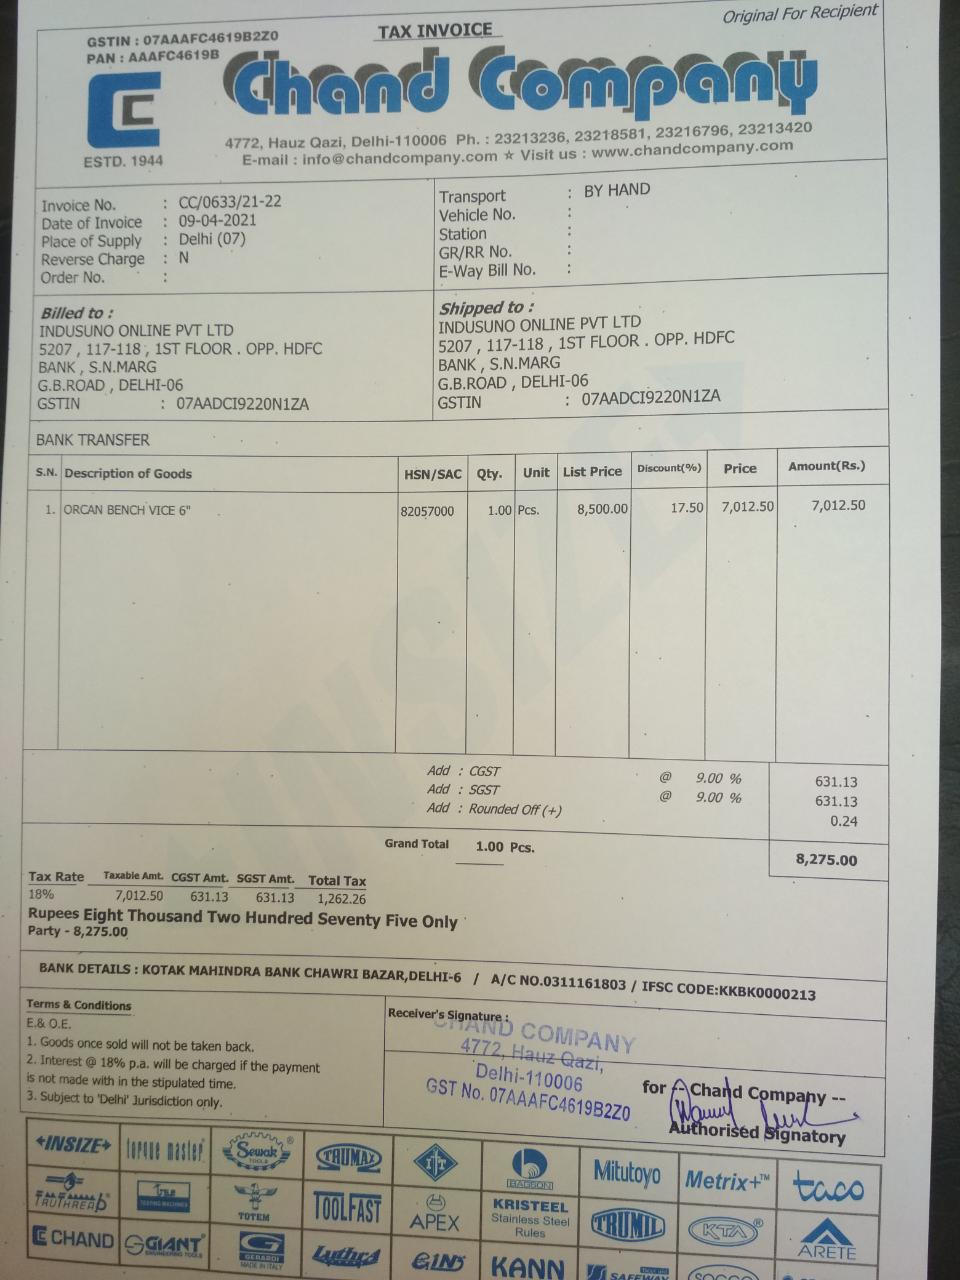 Original For Recipient
GSTIN : 07AAAFC4619B2Z0
TAX INVOICE
PAN : AAAFC4619B
Chand Company
ESTD. 1944
4772, Hauz Qazi, Delhi-110006 Ph. : 23213236, 23218581, 23216796, 23213420
E-mail : info@chandcompany.com ★ Visit us : www.chandcompany.com
Invoice No. : CC/0633/21-22
Date of Invoice : 09-04-2021
Place of Supply : Delhi (07)
Reverse Charge : N
Order No. :
Transport : BY HAND
Vehicle No. :
Station :
GR/RR No. :
E-Way Bill No. :
Billed to :
INDUSUNO ONLINE PVT LTD
5207 , 117-118 , 1ST FLOOR . OPP. HDFC
BANK , S.N.MARG
G.B.ROAD , DELHI-06
GSTIN : 07AADCI9220N1ZA
Shipped to :
INDUSUNO ONLINE PVT LTD
5207 , 117-118 , 1ST FLOOR . OPP. HDFC
BANK , S.N.MARG
G.B.ROAD , DELHI-06
GSTIN : 07AADCI9220N1ZA
BANK TRANSFER
S.N. Description of Goods HSN/SAC Qty. Unit List Price Discount(%) Price Amount(Rs.)
1. ORCAN BENCH VICE 6" 82057000 1.00 Pcs. 8,500.00 17.50 7,012.50 7,012.50
INSIZE
Add : CGST @ 9.00 % 631.13
Add : SGST @ 9.00 % 631.13
Add : Rounded Off (+) 0.24
Grand Total 1.00 Pcs. 8,275.00
Tax Rate Taxable Amt. CGST Amt. SGST Amt. Total Tax
18% 7,012.50 631.13 631.13 1,262.26
Rupees Eight Thousand Two Hundred Seventy Five Only
Party - 8,275.00
BANK DETAILS : KOTAK MAHINDRA BANK CHAWRI BAZAR,DELHI-6 / A/C NO.0311161803 / IFSC CODE:KKBK0000213
Terms & Conditions
E.& O.E.
1. Goods once sold will not be taken back.
2. Interest @ 18% p.a. will be charged if the payment
is not made with in the stipulated time.
3. Subject to 'Delhi' Jurisdiction only.
Receiver's Signature :
CHAND COMPANY
4772, Hauz Qazi,
Delhi-110006
GST No. 07AAAFC4619B2Z0
for -- Chand Company --
Authorised Signatory
INSIZE torque master Sewak TOOLS TRUMAX Mitutoyo Metrix+™ taco
BAGSON
TRUTHREAD TESTING MACHINES TOTEM TOOLFAST APEX KRISTEEL
Stainless Steel
Rules
TRUMIL KTA ARETE
CHAND GIANT ENGINEERING TOOLS GERARDI MADE IN ITALY Luthra KANN SAFEWAY